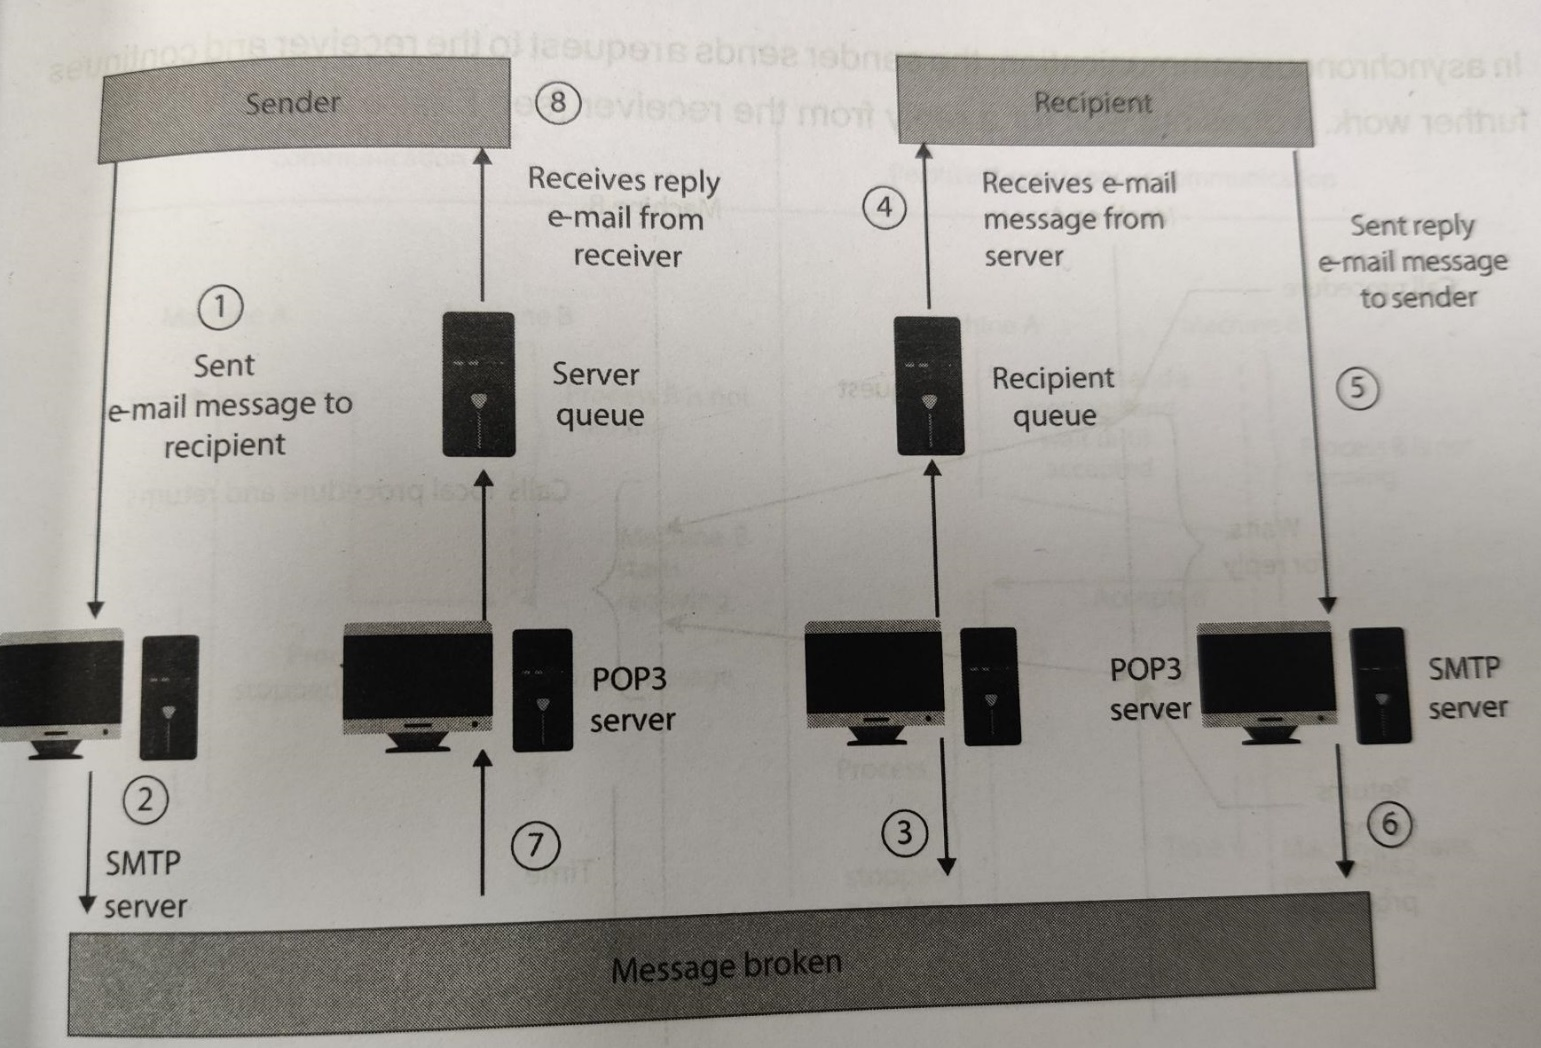 Sender
8
Recipient
Receives reply
e-mail from
receiver
4
Receives e-mail
message from
server
Sent reply
e-mail message
to sender
1
Sent
e-mail message to
recipient
Server
queue
Recipient
queue
5
POP3
server
POP3
server
SMTP
server
2
SMTP
server
7
3
6
Message broken